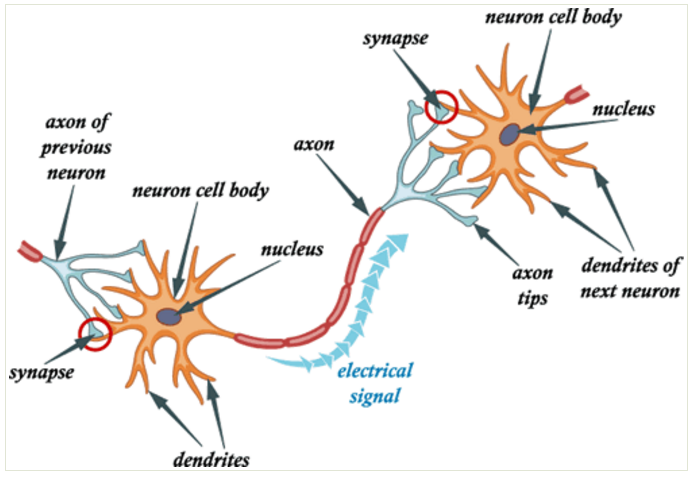 neuron cell body
synapse
nucleus
axon of
previous
neuron
axon
neuron cell body
nucleus
axon
tips
dendrites of
next neuron
synapse
electrical
signal
dendrites